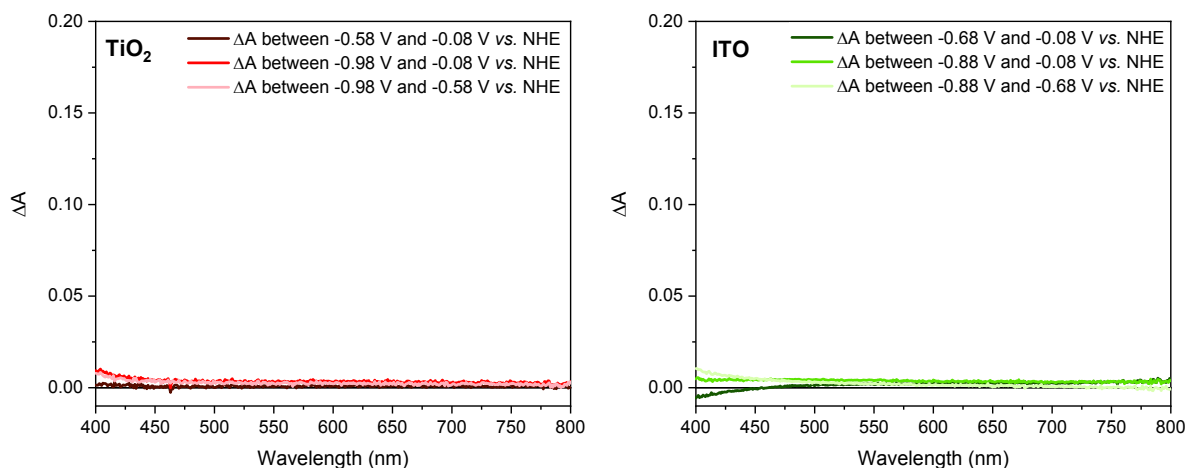 TiO2
ΔA between -0.58 V and -0.08 V vs. NHE
ΔA between -0.98 V and -0.08 V vs. NHE
ΔA between -0.98 V and -0.58 V vs. NHE
0.20
0.15
0.10
0.05
0.00
ΔA
400 450 500 550 600 650 700 750 800
Wavelength (nm)
ITO
ΔA between -0.68 V and -0.08 V vs. NHE
ΔA between -0.88 V and -0.08 V vs. NHE
ΔA between -0.88 V and -0.68 V vs. NHE
0.20
0.15
0.10
0.05
0.00
ΔA
400 450 500 550 600 650 700 750 800
Wavelength (nm)